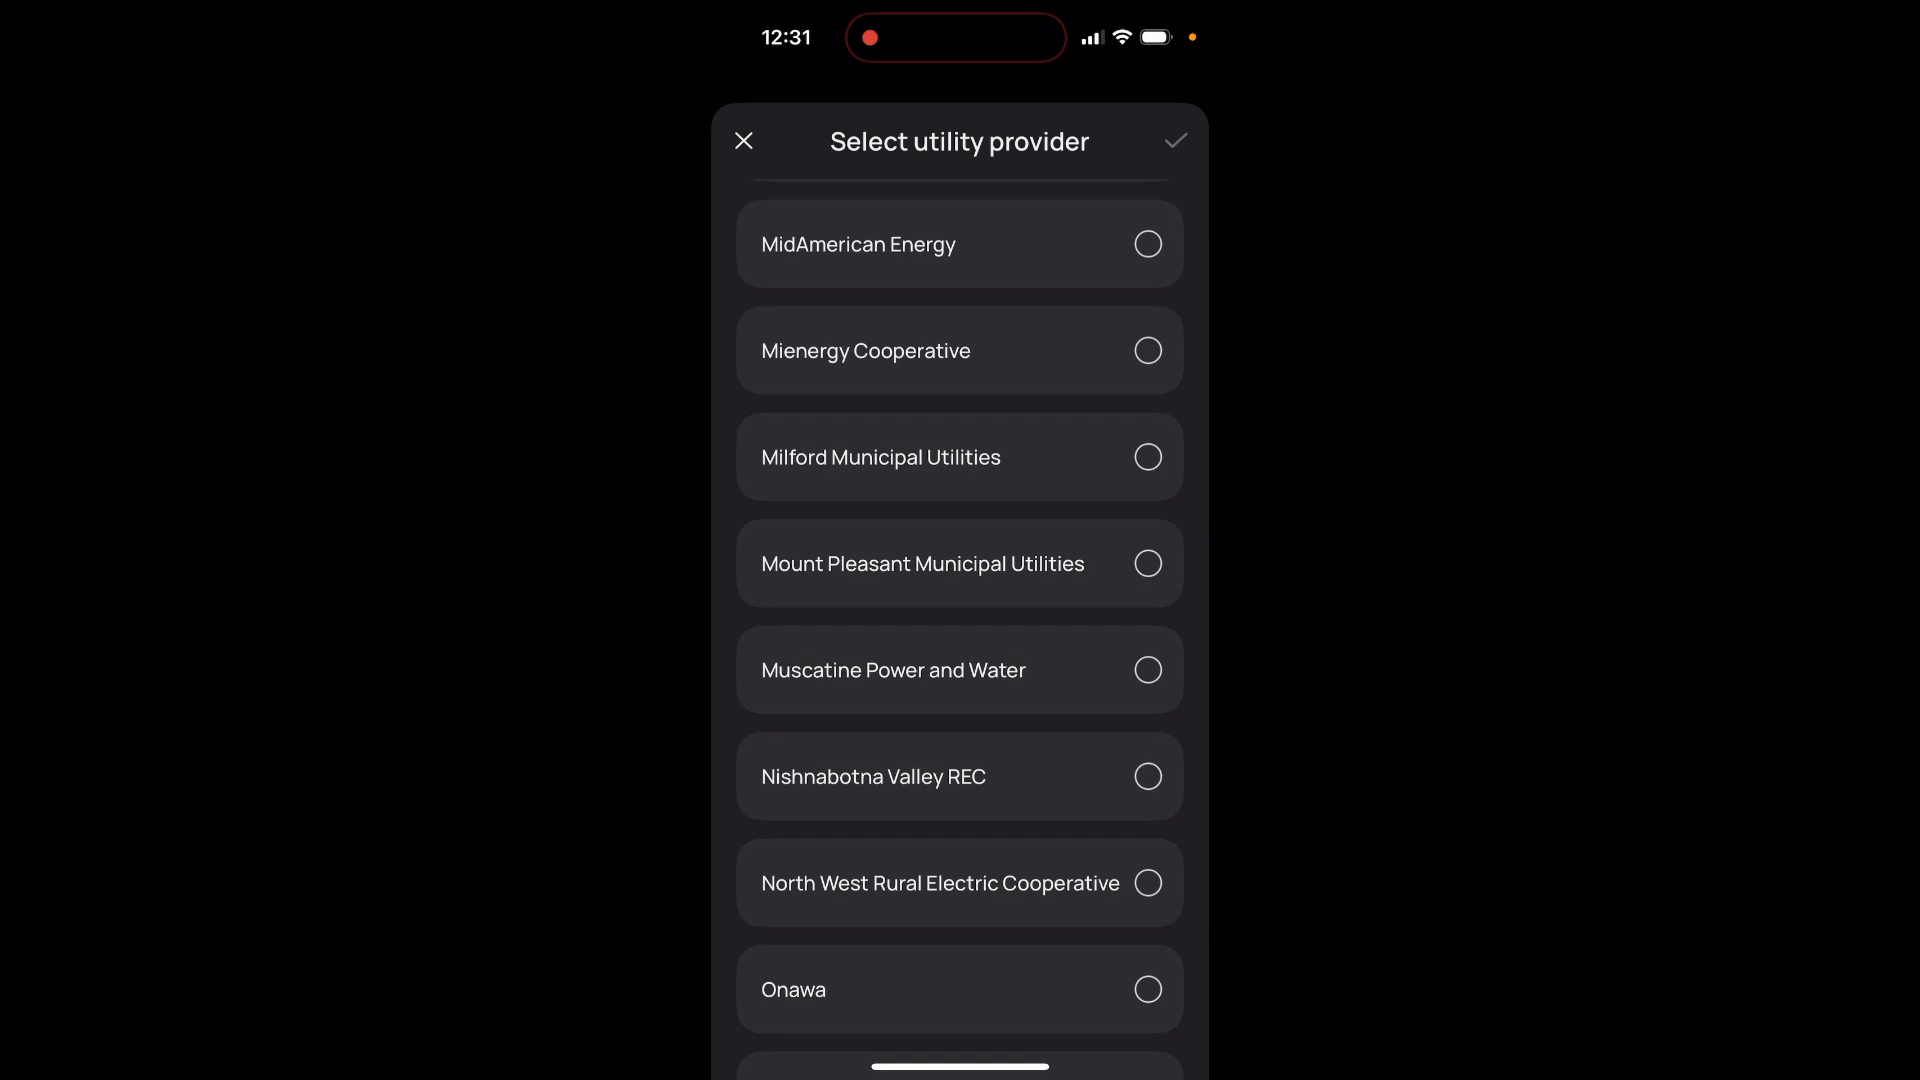 12:31
Select utility provider
MidAmerican Energy
Mienergy Cooperative
Milford Municipal Utilities
Mount Pleasant Municipal Utilities
Muscatine Power and Water
Nishnabotna Valley REC
North West Rural Electric Cooperative
Onawa